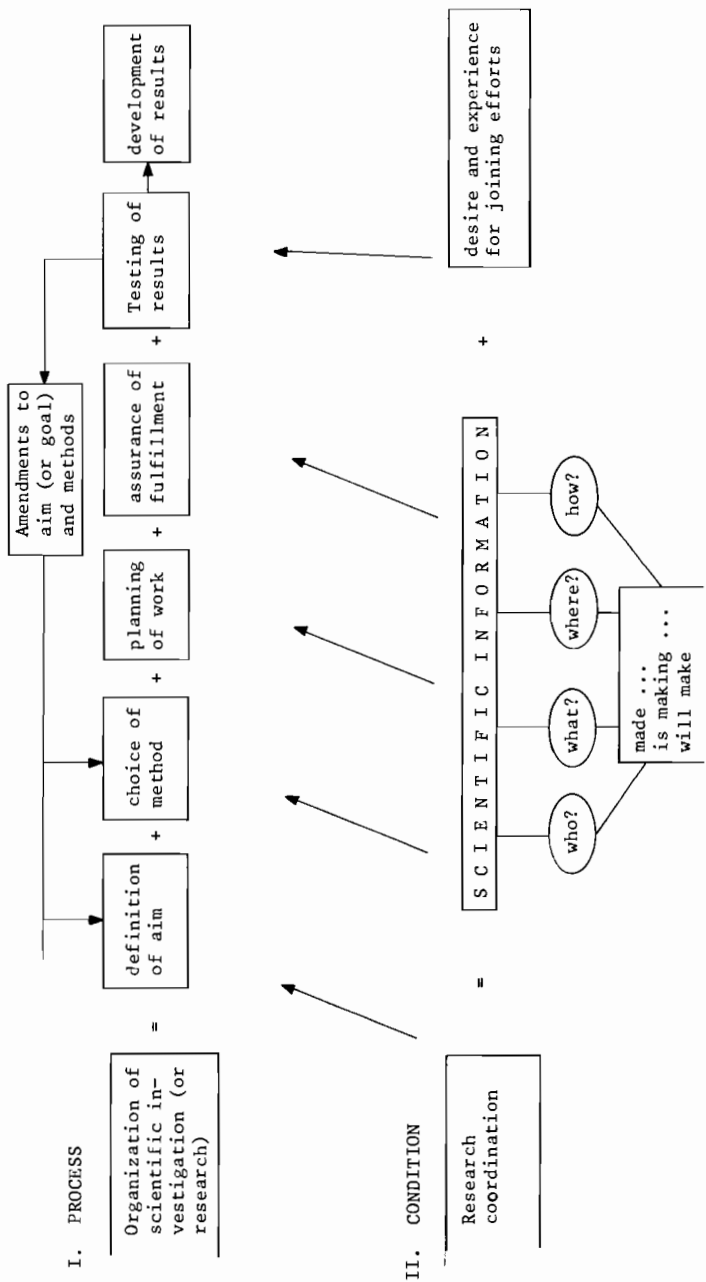 I. PROCESS
Amendments to
aim (or goal)
and methods
Organization of
scientific in-
vestigation (or
research)
=
definition
of aim
+
choice of
method
+
planning
of work
+
assurance of
fulfillment
+
Testing of
results
development
of results
II. CONDITION
Research
coordination
=
SCIENTIFIC INFORMATION
+
desire and experience
for joining efforts
who?
what?
where?
how?
made ...
is making ...
will make